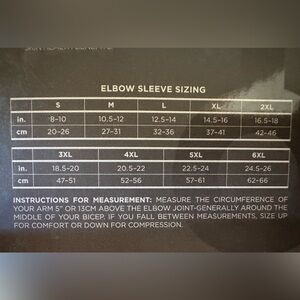 ELBOW SLEEVE SIZING
S M L XL 2XL
in. 8-10 10.5-12 12.5-14 14.5-16 16.5-18
cm 20-26 27-31 32-36 37-41 42-46
3XL 4XL 5XL 6XL
in. 18.5-20 20.5-22 22.5-24 24.5-26
cm 47-51 52-56 57-61 62-66
INSTRUCTIONS FOR MEASUREMENT: MEASURE THE CIRCUMFERENCE OF
YOUR ARM 5" OR 13CM ABOVE THE ELBOW JOINT-GENERALLY AROUND THE
MIDDLE OF YOUR BICEP. IF YOU FALL BETWEEN MEASUREMENTS, SIZE UP
FOR COMFORT OR DOWN FOR COMPRESSION.